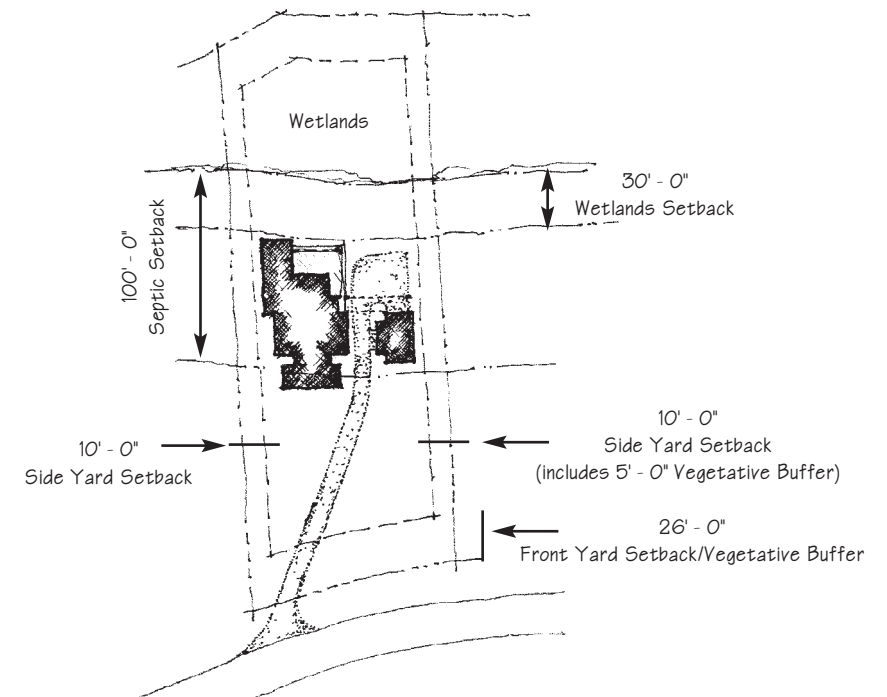 Wetlands
30' - 0"
Wetlands Setback
100' - 0"
Septic Setback
10' - 0"
Side Yard Setback
10' - 0"
Side Yard Setback
(includes 5' - 0" Vegetative Buffer)
26' - 0"
Front Yard Setback/Vegetative Buffer